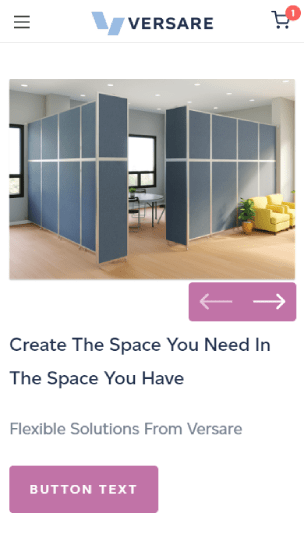 VERSARE
1
Create The Space You Need In
The Space You Have
Flexible Solutions From Versare
BUTTON TEXT